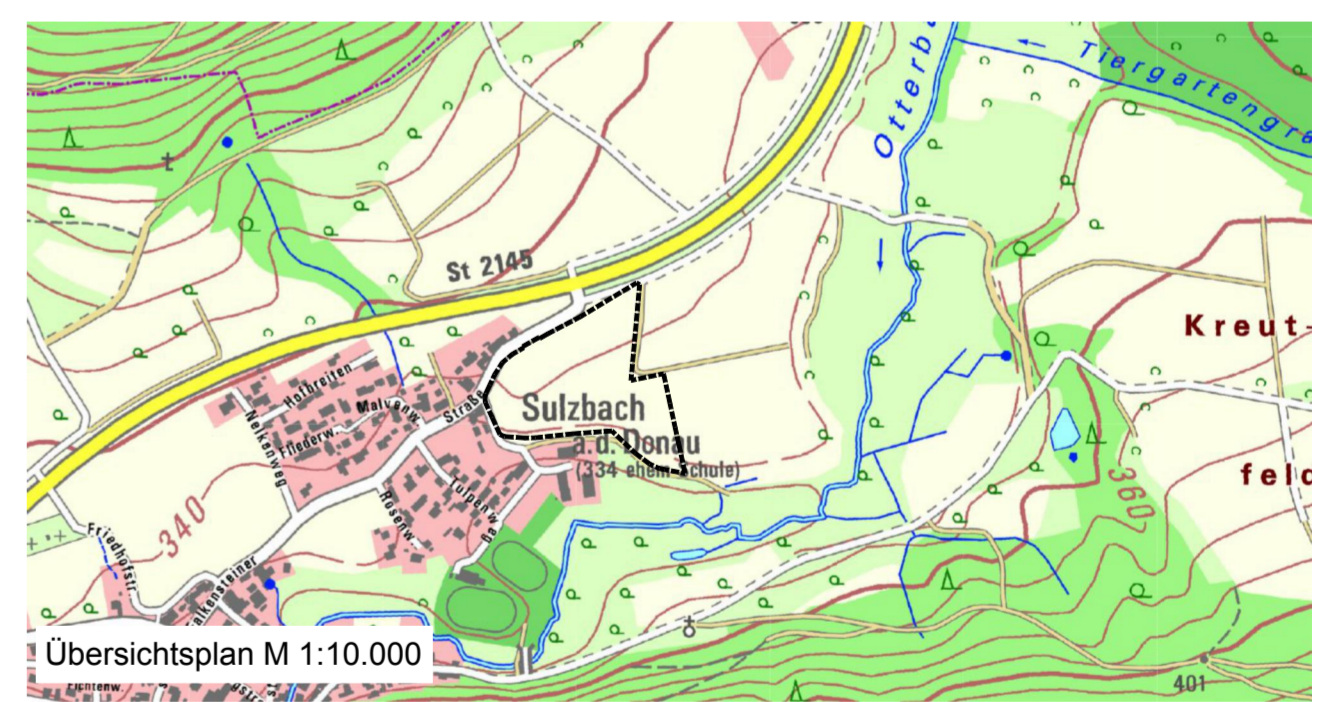 Otterb
Tiergartengra
St 2145
Kreut-
feld
Hofbreiten
Malvenw.
Straße
Fliederw.
Nelkenweg
Sulzbach
a.d. Donau
(334 ehem. Schule)
Tulpenw.
Rosenw.
340
360
Friedhofstr.
alkensteiner
Übersichtsplan M 1:10.000
Fichtenw.
401